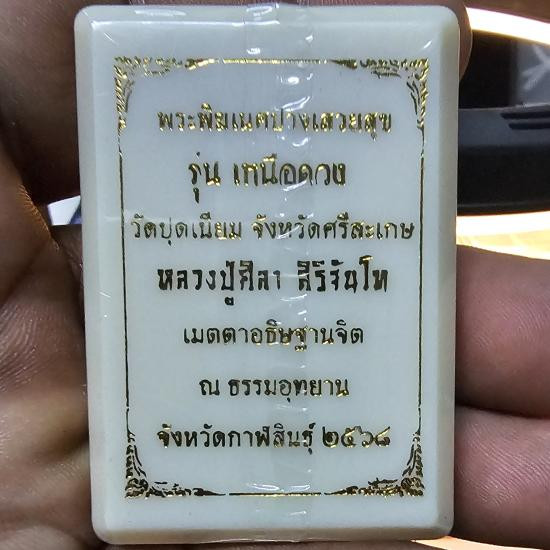 พระพิฆเนศปางเสวยสุข
รุ่น เหนือดวง
วัดปุดเนียม จังหวัดศรีสะเกษ
หลวงปู่ศิลา สิริจันโท
เมตตาอธิษฐานจิต
ณ ธรรมอุทยาน
จังหวัดกาฬสินธุ์ ๒๕๖๘